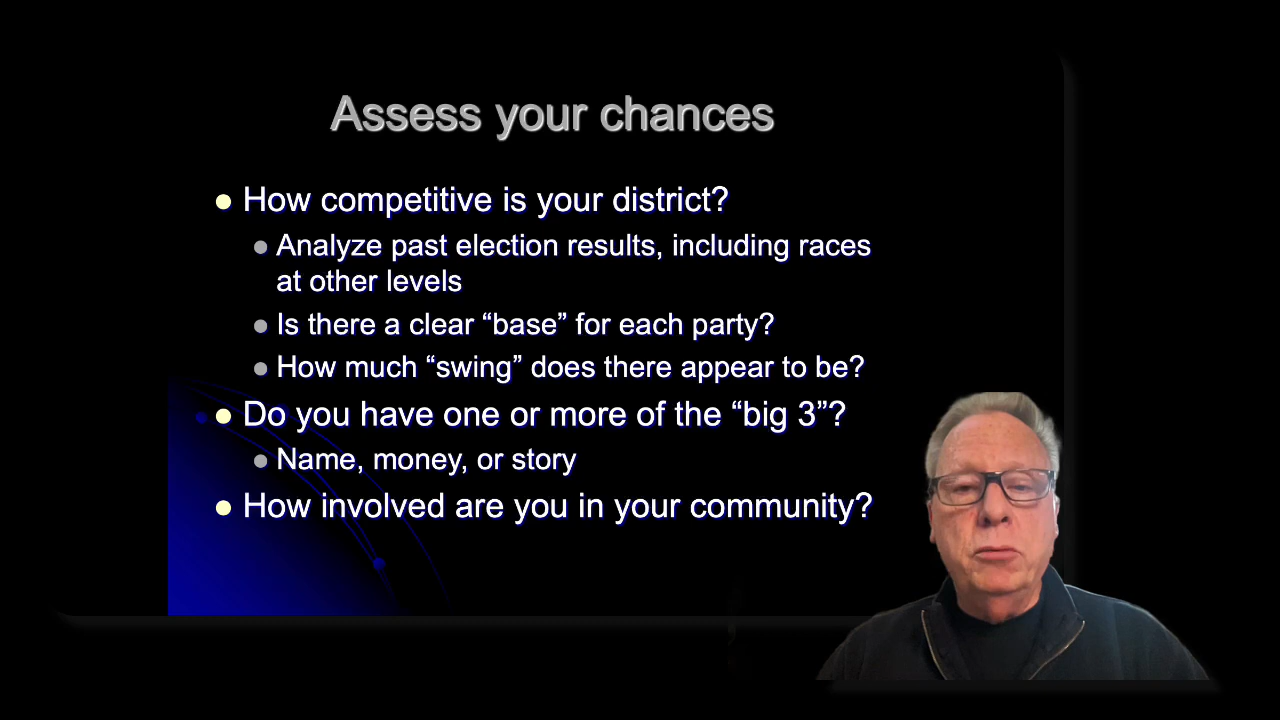 Assess your chances
How competitive is your district?
Analyze past election results, including races
at other levels
Is there a clear “base” for each party?
How much “swing” does there appear to be?
Do you have one or more of the “big 3”?
Name, money, or story
How involved are you in your community?